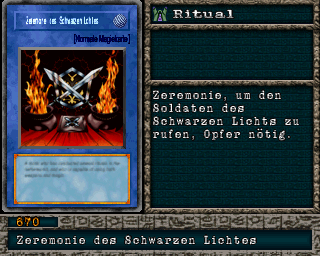 Zeremonie des Schwarzen Lichtes
[Normale Magiekarte]
Ritual
Zeremonie, um den
Soldaten des
Schwarzen Lichts zu
rufen, Opfer nötig.
670
Zeremonie des Schwarzen Lichtes